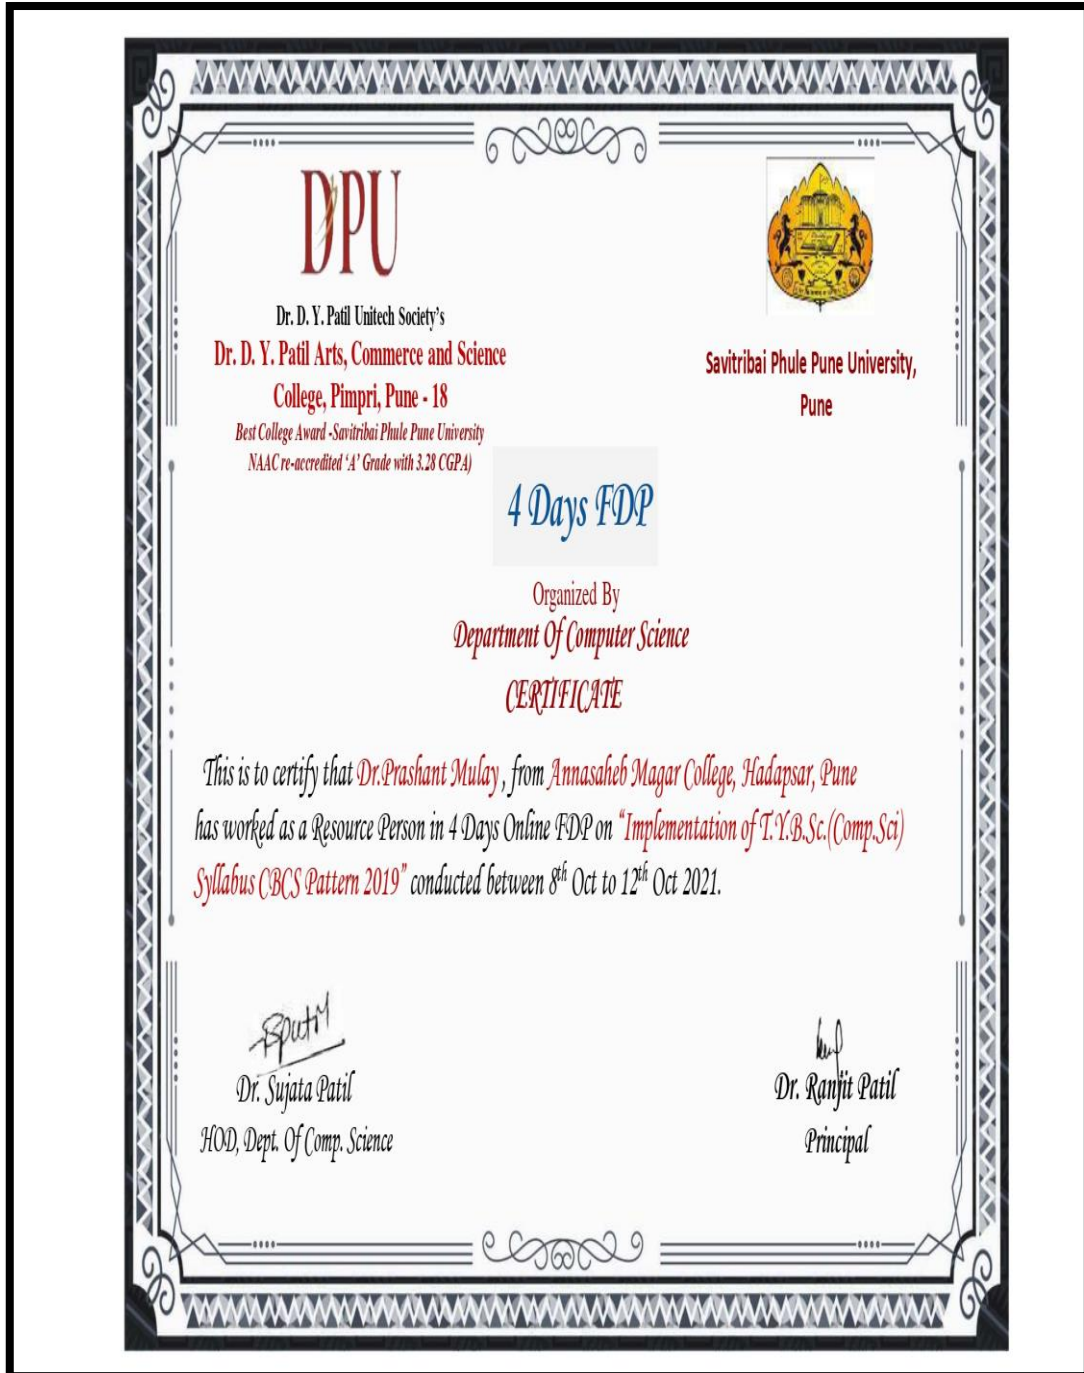 DPU
Dr. D. Y. Patil Unitech Society's
Dr. D. Y. Patil Arts, Commerce and Science
College, Pimpri, Pune - 18
Best College Award -Savitribai Phule Pune University
NAAC re-accredited ‘A’ Grade with 3.28 CGPA)
Savitribai Phule Pune University,
Pune
4 Days FDP
Organized By
Department Of Computer Science
CERTIFICATE
This is to certify that Dr.Prashant Mulay , from Annasaheb Magar College, Hadapsar, Pune
has worked as a Resource Person in 4 Days Online FDP on “Implementation of T.Y.B.Sc.(Comp.Sci)
Syllabus CBCS Pattern 2019” conducted between 8th Oct to 12th Oct 2021.
Dr. Sujata Patil
HOD, Dept. Of Comp. Science
Dr. Ranjit Patil
Principal